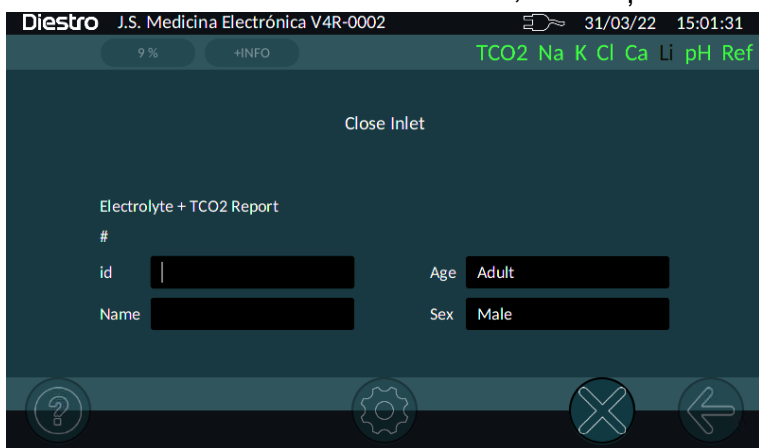 Diestro J.S. Medicina Electrónica V4R-0002 31/03/22 15:01:31
9 % +INFO TCO2 Na K Cl Ca Li pH Ref
Close Inlet
Electrolyte + TCO2 Report
#
id Age Adult
Name Sex Male
?